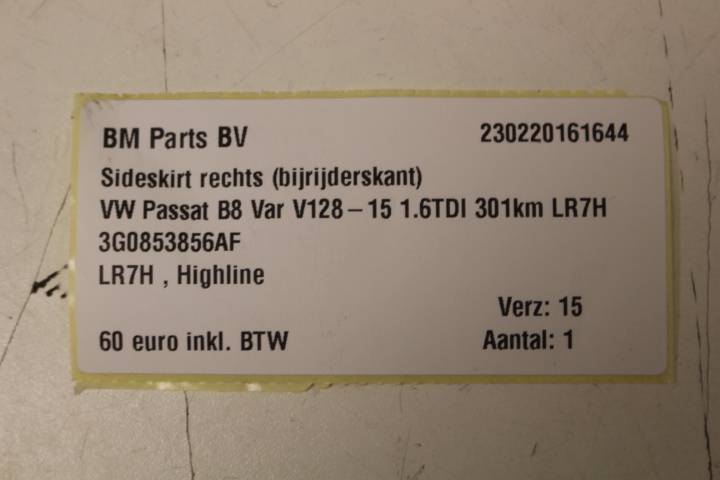 BM Parts BV 230220161644
Sideskirt rechts (bijrijderskant)
VW Passat B8 Var V128 – 15 1.6TDI 301km LR7H
3G0853856AF
LR7H , Highline
Verz: 15
60 euro inkl. BTW Aantal: 1